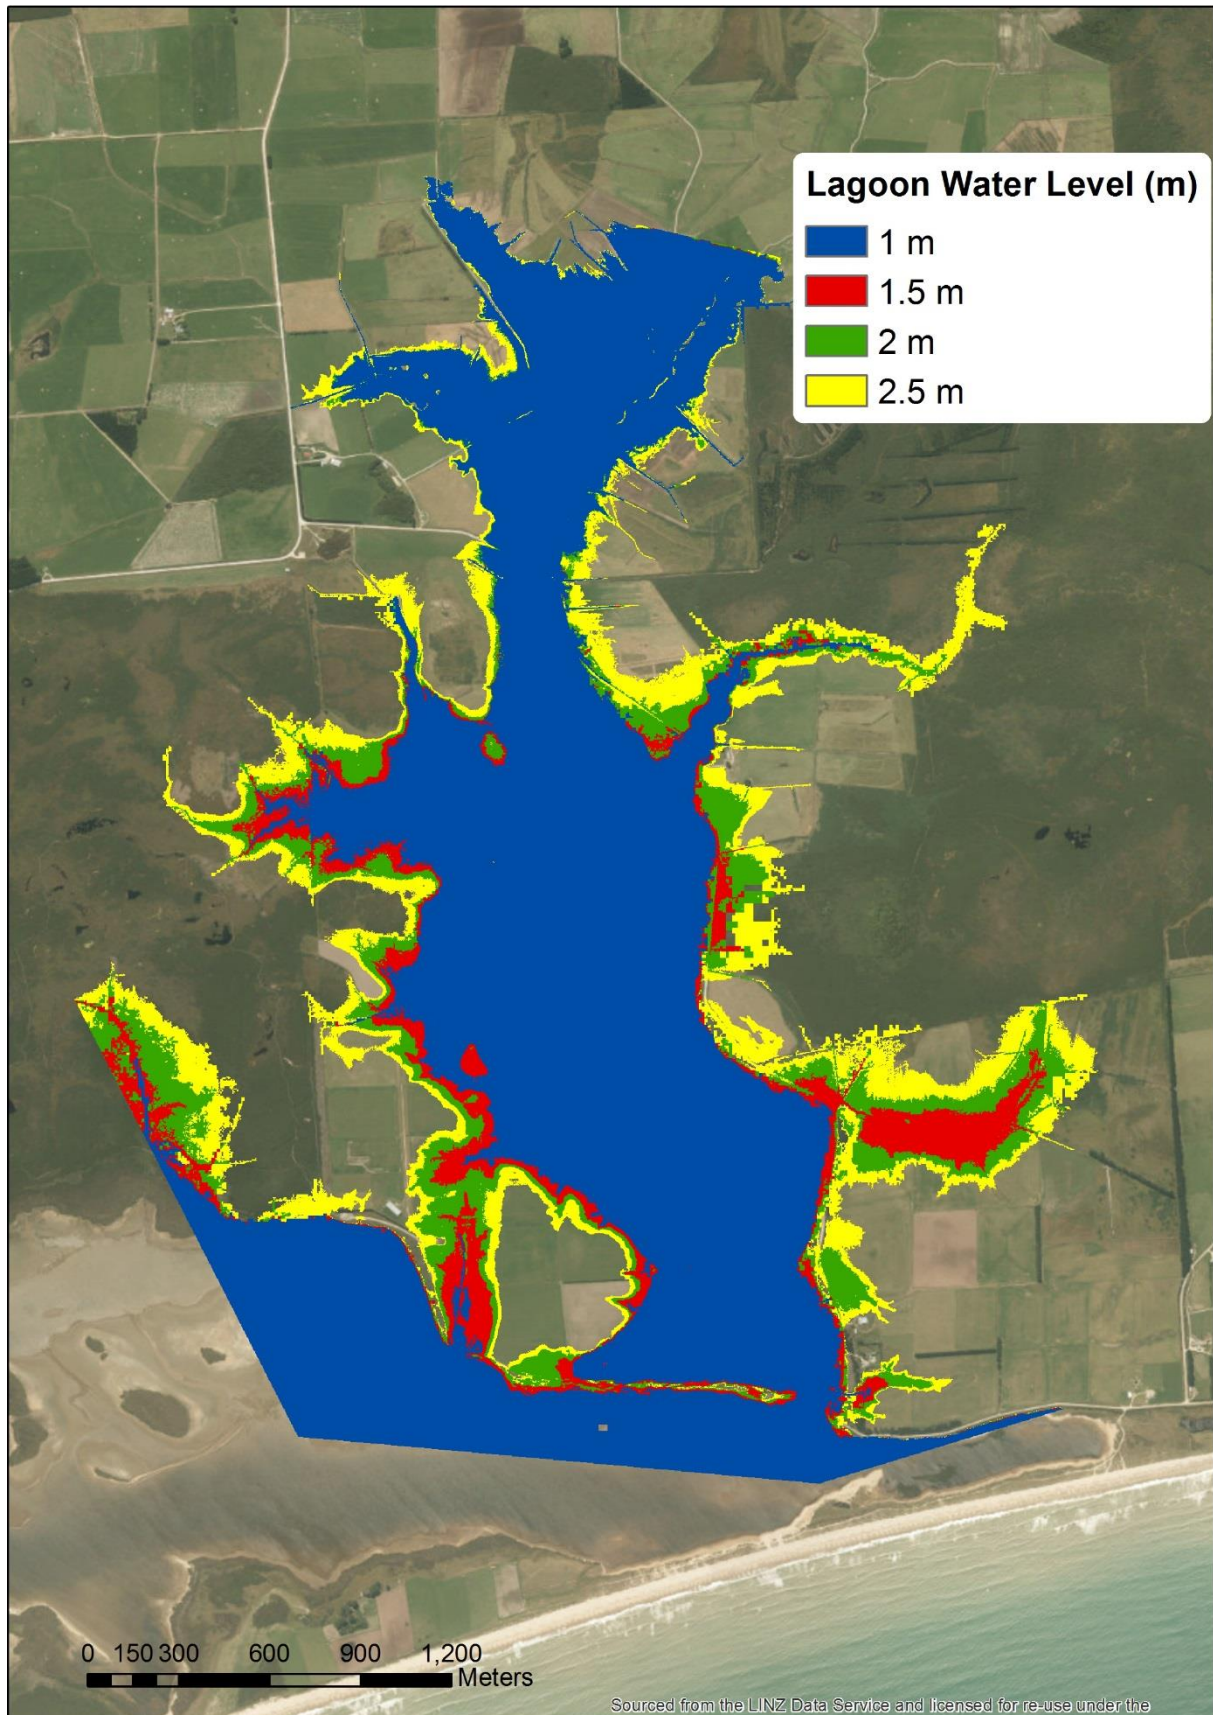 Lagoon Water Level (m)
1 m
1.5 m
2 m
2.5 m
0 150 300 600 900 1,200
Meters
Sourced from the LINZ Data Service and licensed for re-use under the